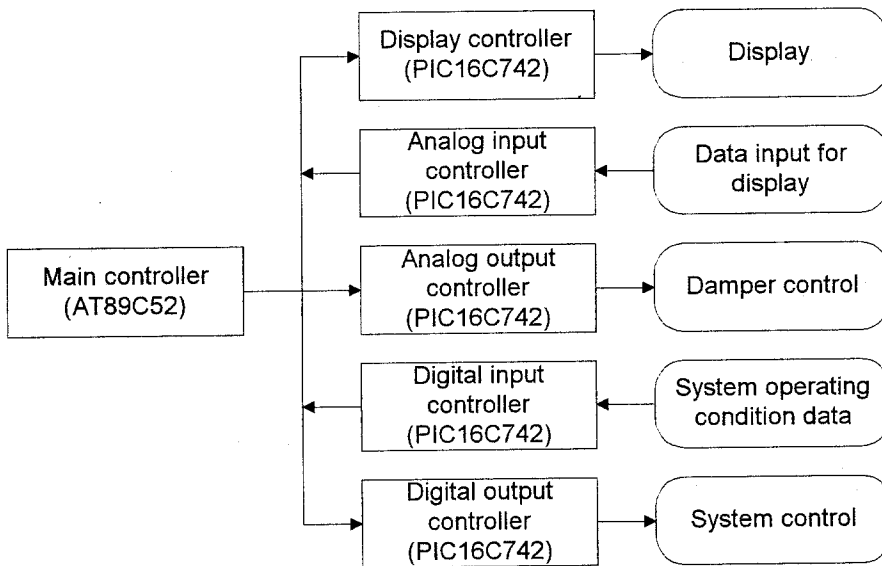 Display controller
(PIC16C742)
Display
Analog input
controller
(PIC16C742)
Data input for
display
Main controller
(AT89C52)
Analog output
controller
(PIC16C742)
Damper control
Digital input
controller
(PIC16C742)
System operating
condition data
Digital output
controller
(PIC16C742)
System control